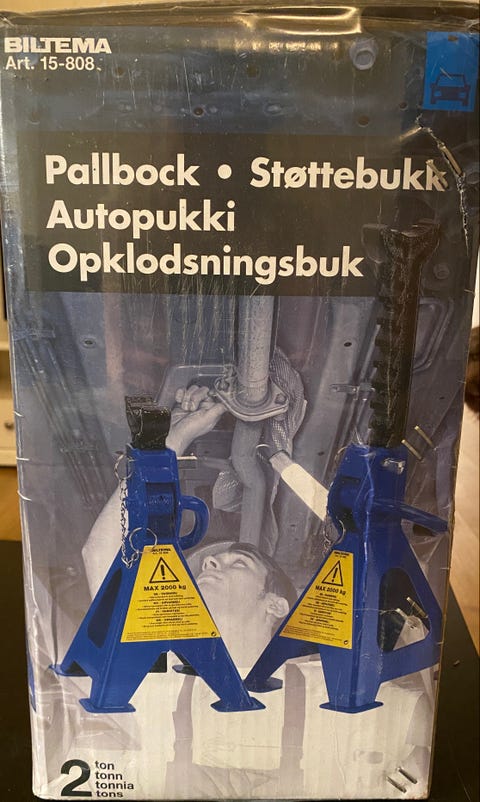 BILTEMA
Art. 15-808
Pallbock • Støttebukk
Autopukki
Opklodsningsbuk
BILTEMA
MAX 2000 kg
MAX 2000 kg
2 ton
tonn
tonnia
tons